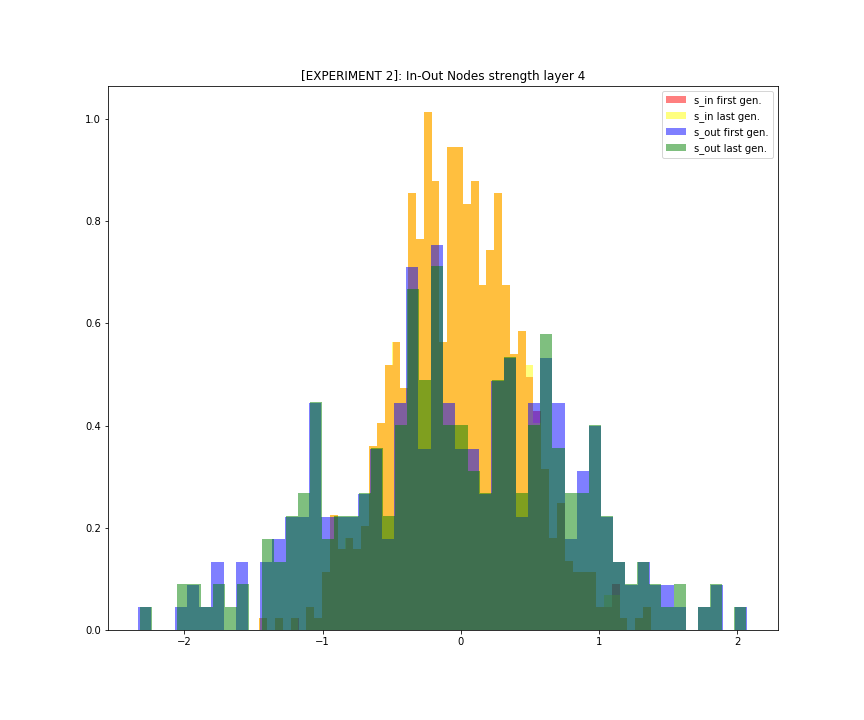 [EXPERIMENT 2]: In-Out Nodes strength layer 4
s_in first gen.
s_in last gen.
s_out first gen.
s_out last gen.
1.0
0.8
0.6
0.4
0.2
0.0
−2
−1
0
1
2